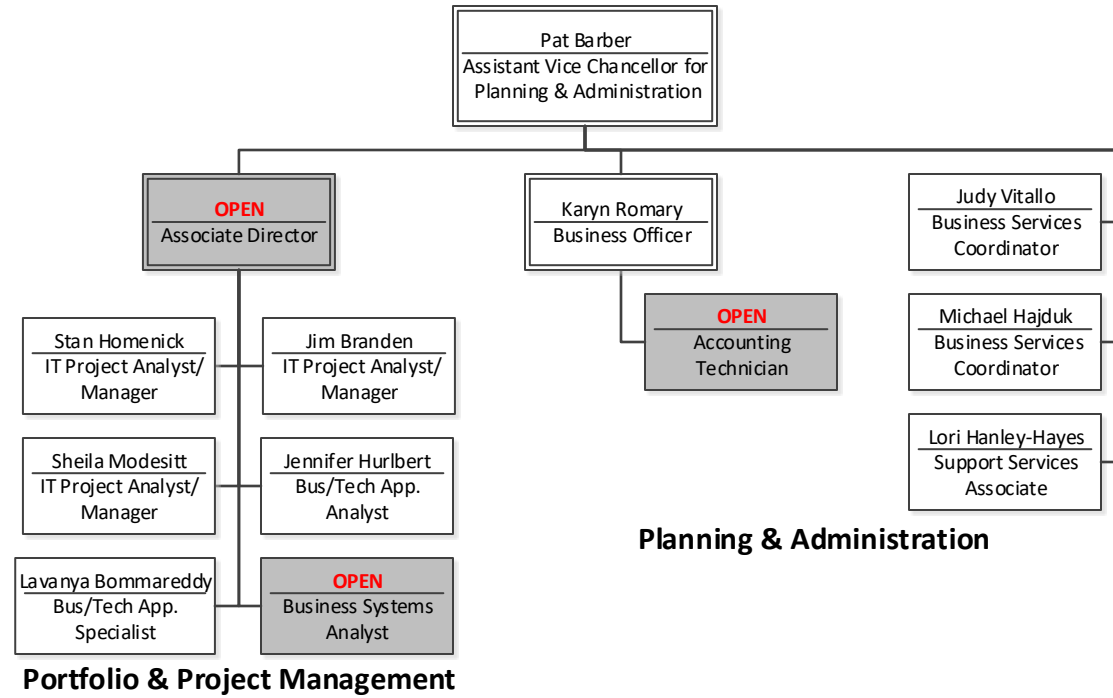 Pat Barber
Assistant Vice Chancellor for
Planning & Administration
OPEN
Associate Director
Karyn Romary
Business Officer
Judy Vitallo
Business Services
Coordinator
OPEN
Accounting
Technician
Michael Hajduk
Business Services
Coordinator
Stan Homenick
IT Project Analyst/
Manager
Jim Branden
IT Project Analyst/
Manager
Lori Hanley-Hayes
Support Services
Associate
Sheila Modesitt
IT Project Analyst/
Manager
Jennifer Hurlbert
Bus/Tech App.
Analyst
Planning & Administration
Lavanya Bommareddy
Bus/Tech App.
Specialist
OPEN
Business Systems
Analyst
Portfolio & Project Management